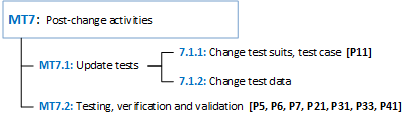 MT7: Post-change activities
7.1.1: Change test suits, test case [P11]
MT7.1: Update tests
7.1.2: Change test data
MT7.2: Testing, verification and validation [P5, P6, P7, P21, P31, P33, P41]